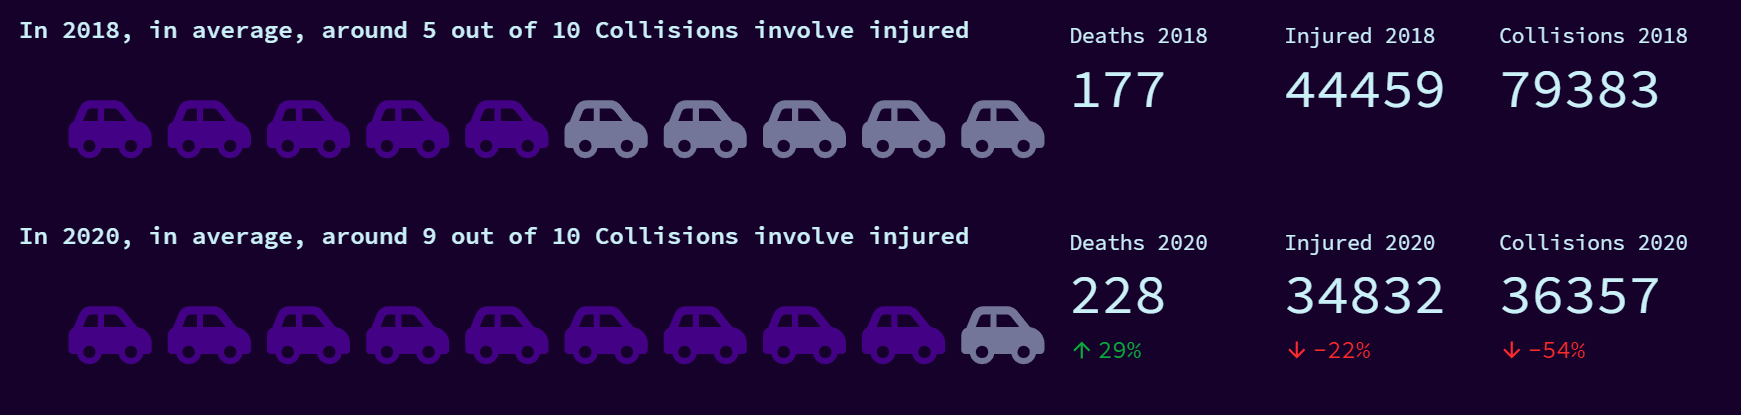 In 2018, in average, around 5 out of 10 Collisions involve injured
Deaths 2018
177
Injured 2018
44459
Collisions 2018
79383
In 2020, in average, around 9 out of 10 Collisions involve injured
Deaths 2020
228
↑ 29%
Injured 2020
34832
↓ -22%
Collisions 2020
36357
↓ -54%